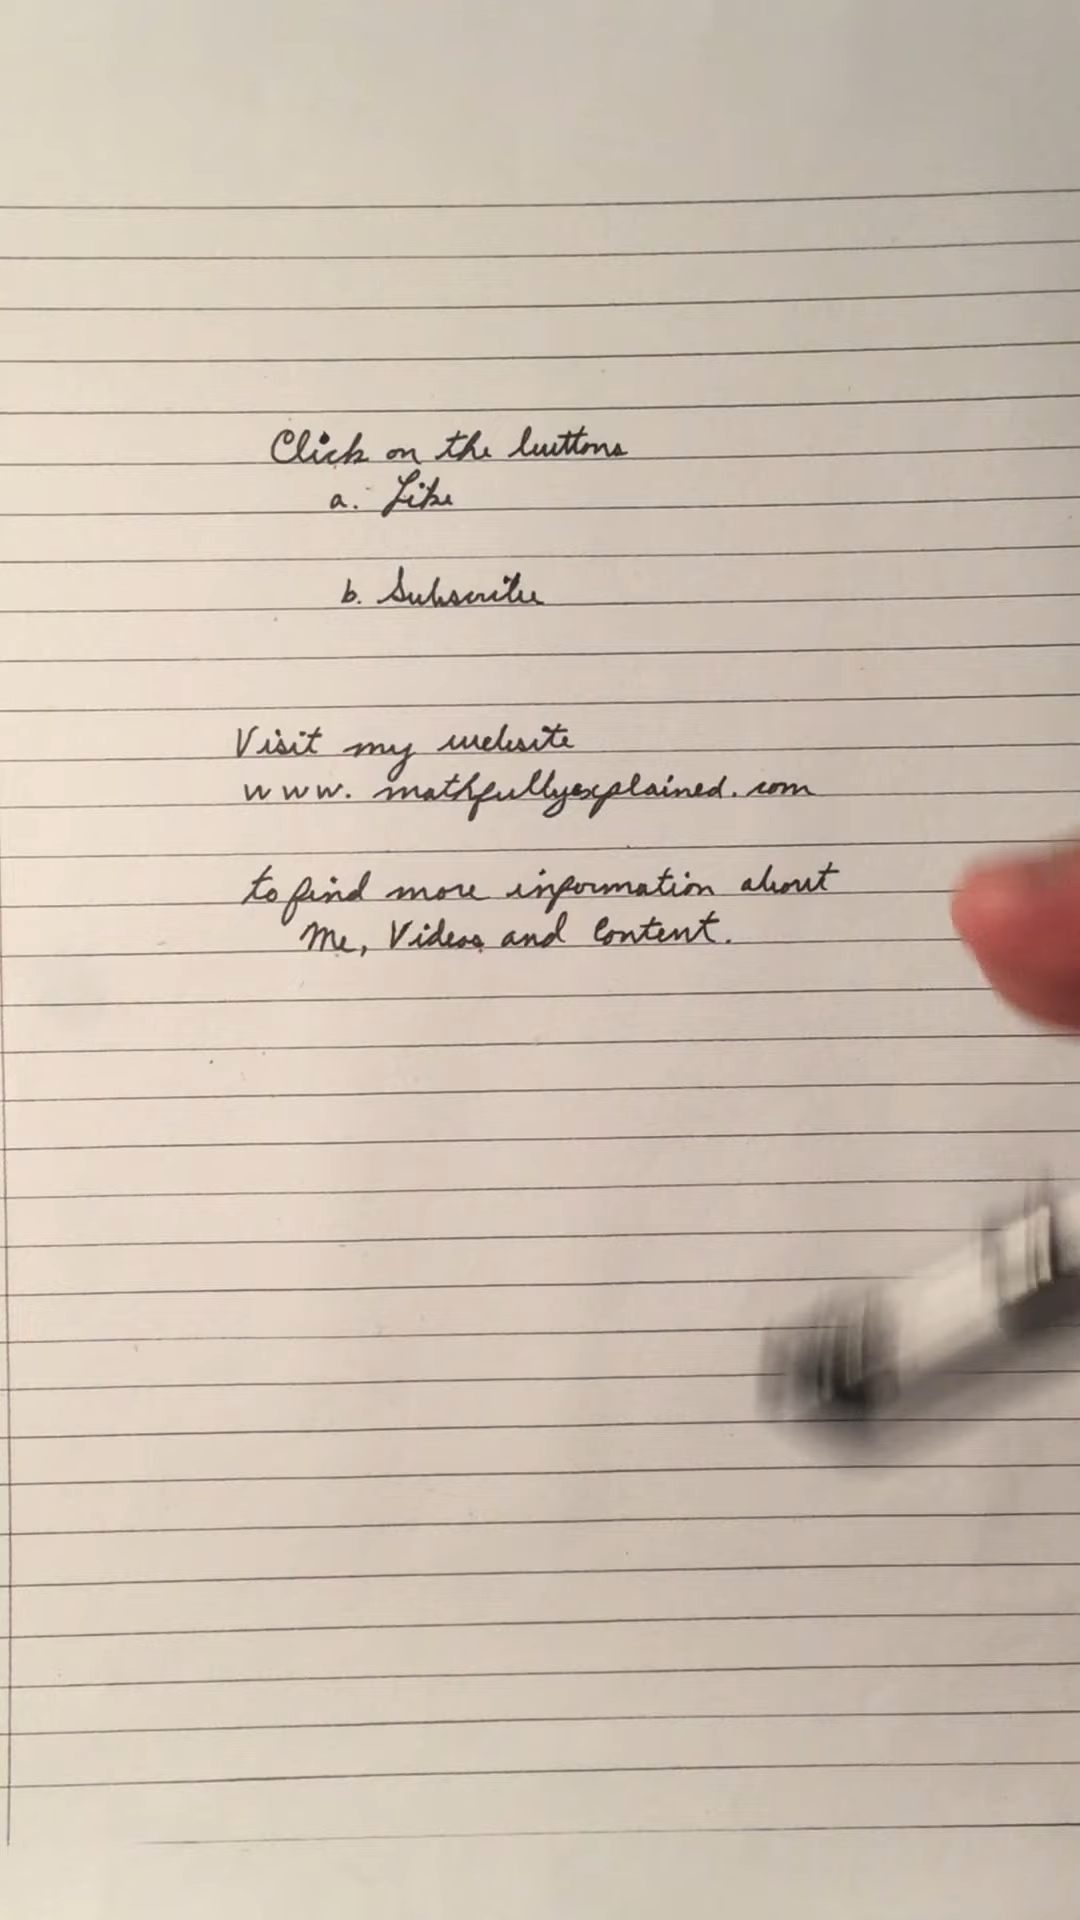 Click on the buttons
a. Like
b. Subscribe
Visit my website
www.mathfullyexplained.com
to find more information about
Me, Videos and Content.